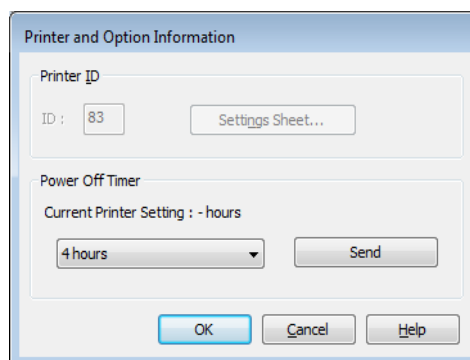 Printer and Option Information
Printer ID
ID : 83 Settings Sheet...
Power Off Timer
Current Printer Setting : - hours
4 hours Send
OK Cancel Help